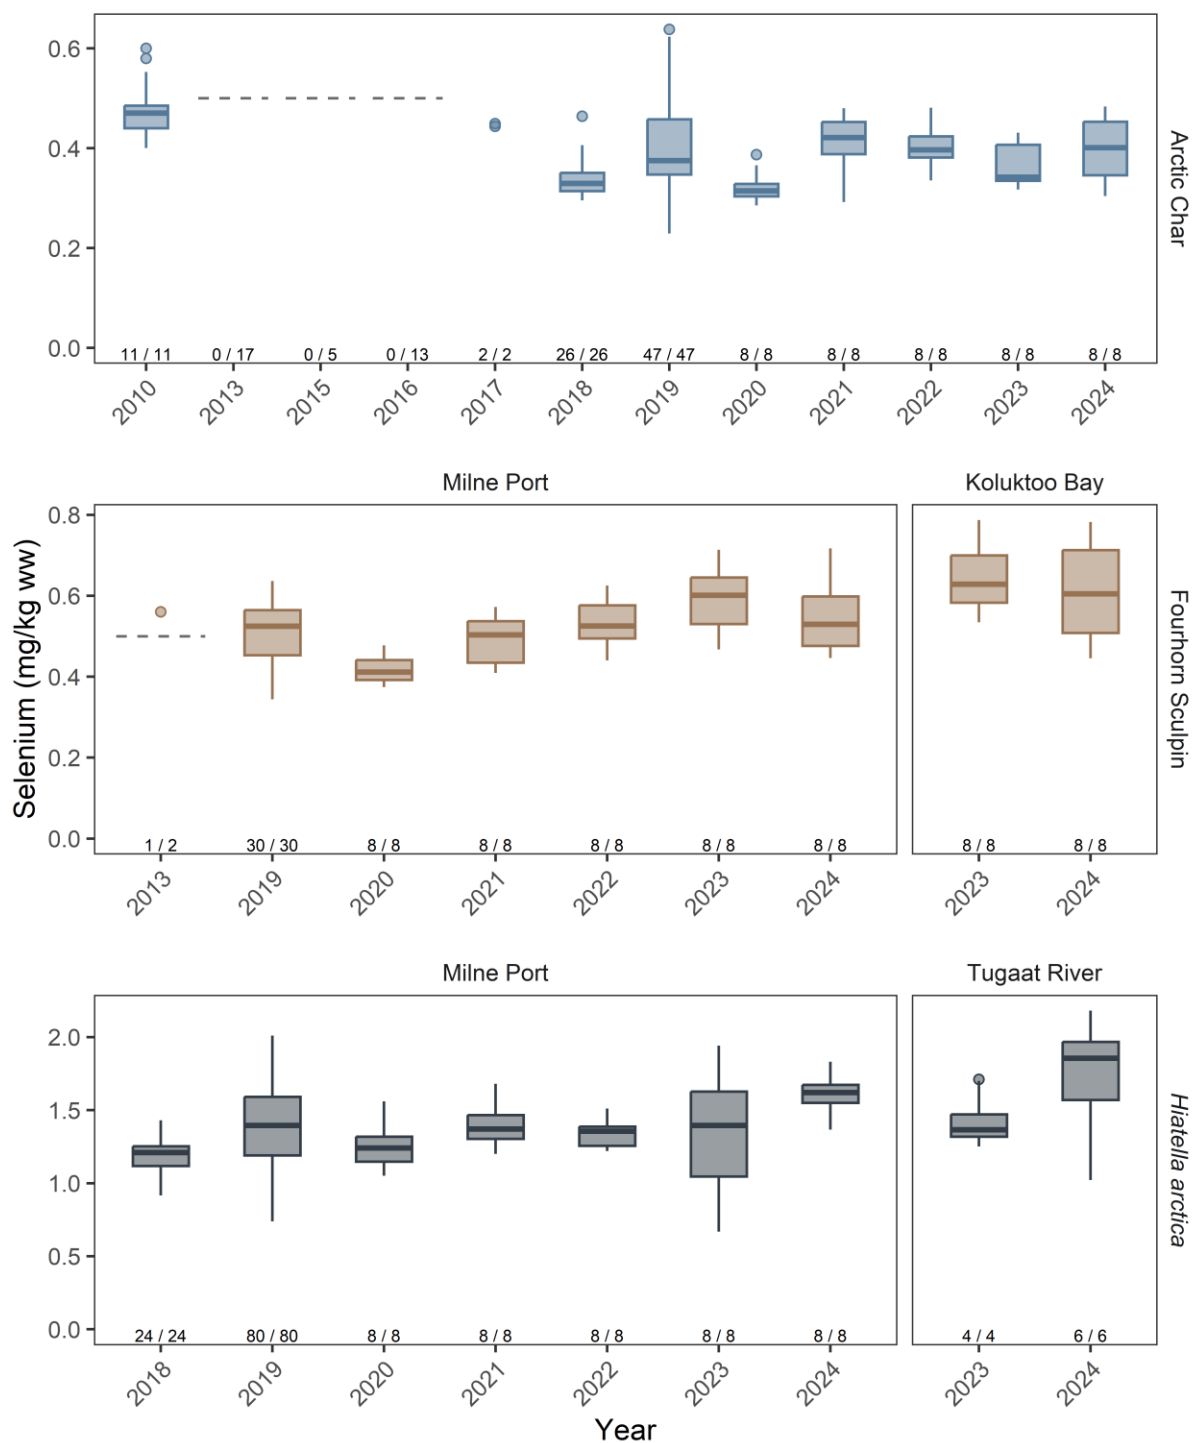 0.6
0.4
0.2
0.0
11 / 11 0 / 17 0 / 5 0 / 13 2 / 2 26 / 26 47 / 47 8 / 8 8 / 8 8 / 8 8 / 8 8 / 8
2010 2013 2015 2016 2017 2018 2019 2020 2021 2022 2023 2024
Arctic Char
Milne Port Koluktoo Bay
Selenium (mg/kg ww)
0.8
0.6
0.4
0.2
0.0
1 / 2 30 / 30 8 / 8 8 / 8 8 / 8 8 / 8 8 / 8 8 / 8 8 / 8
2013 2019 2020 2021 2022 2023 2024 2023 2024
Fourhorn Sculpin
Milne Port Tugaat River
2.0
1.5
1.0
0.5
0.0
24 / 24 80 / 80 8 / 8 8 / 8 8 / 8 8 / 8 8 / 8 4 / 4 6 / 6
2018 2019 2020 2021 2022 2023 2024 2023 2024
Hiatella arctica
Year